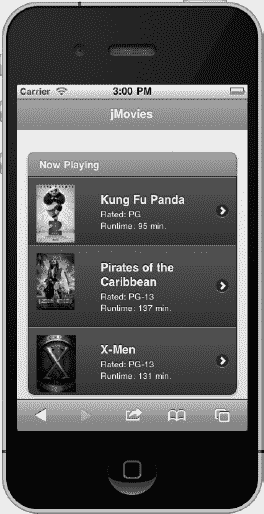 Carrier 3:00 PM
jMovies
Now Playing
Kung Fu Panda
Rated: PG
Runtime: 95 min.
2
Pirates of the
Caribbean
Rated: PG-13
Runtime: 137 min.
X-Men
Rated: PG-13
Runtime: 131 min.